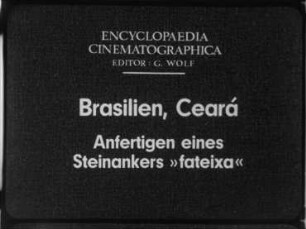 ENCYCLOPAEDIA
CINEMATOGRAPHICA
EDITOR: G. WOLF
Brasilien, Ceará
Anfertigen eines
Steinankers »fateixa«